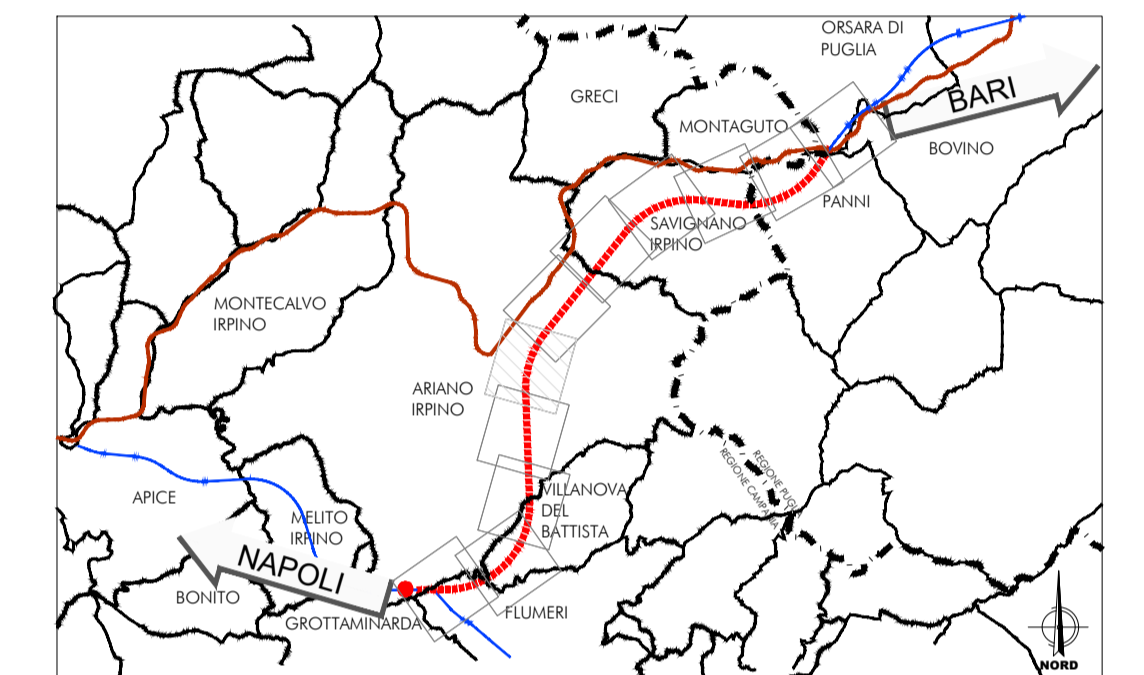 ORSARA DI
PUGLIA
GRECI
BARI
MONTAGUTO
BOVINO
PANNI
SAVIGNANO
IRPINO
MONTECALVO
IRPINO
ARIANO
IRPINO
REGIONE PUGLIA
REGIONE CAMPANIA
APICE
VILLANOVA
DEL
BATTISTA
MELITO
IRPINO
NAPOLI
BONITO
GROTTAMINARDA
FLUMERI
NORD